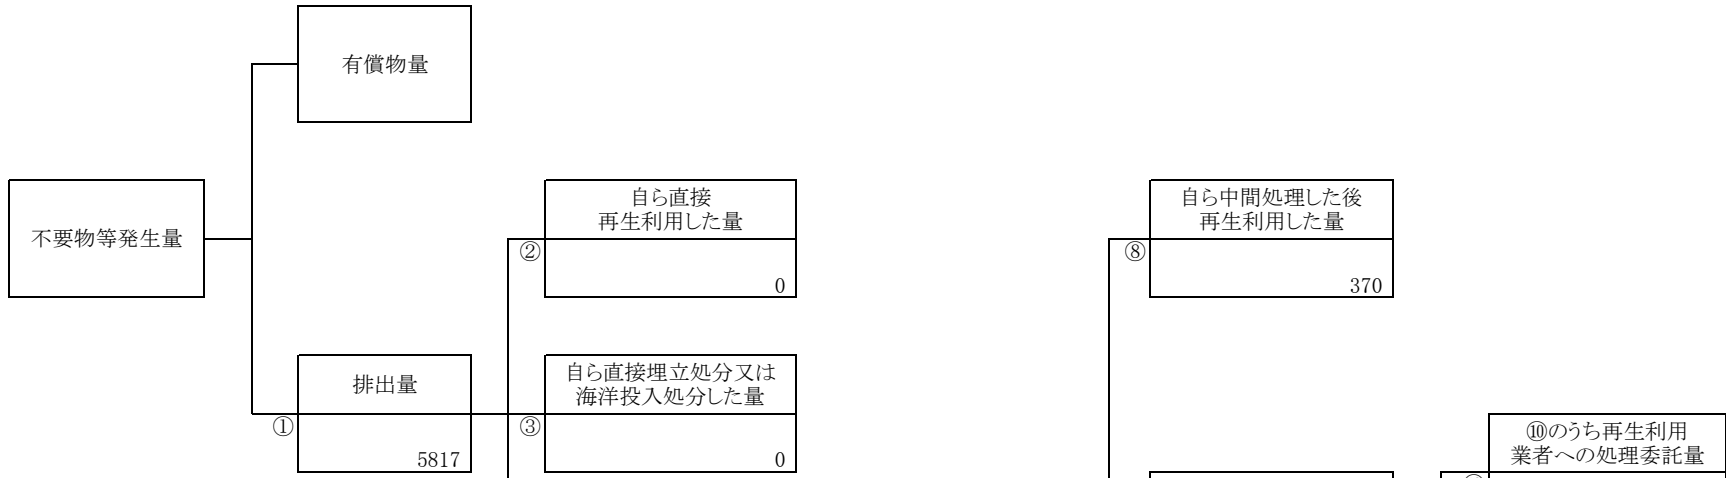 有償物量
不要物等発生量
自ら直接
再生利用した量
②
0
自ら中間処理した後
再生利用した量
⑧
370
排出量
①
5817
自ら直接埋立処分又は
海洋投入処分した量
③
0
⑩のうち再生利用
業者への処理委託量